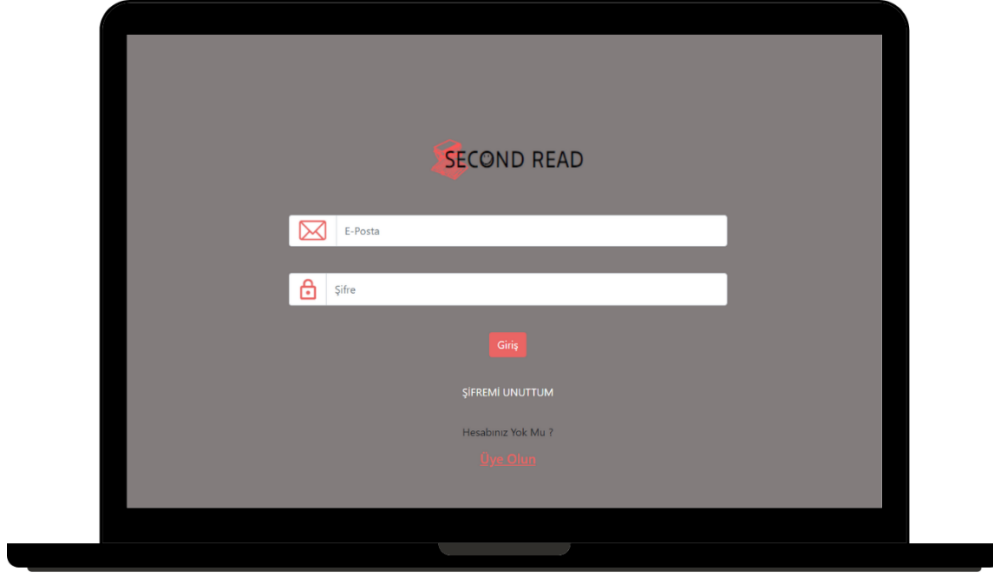 SECOND READ
E-Posta
Şifre
Giriş
ŞİFREMİ UNUTTUM
Hesabınız Yok Mu ?
Üye Olun